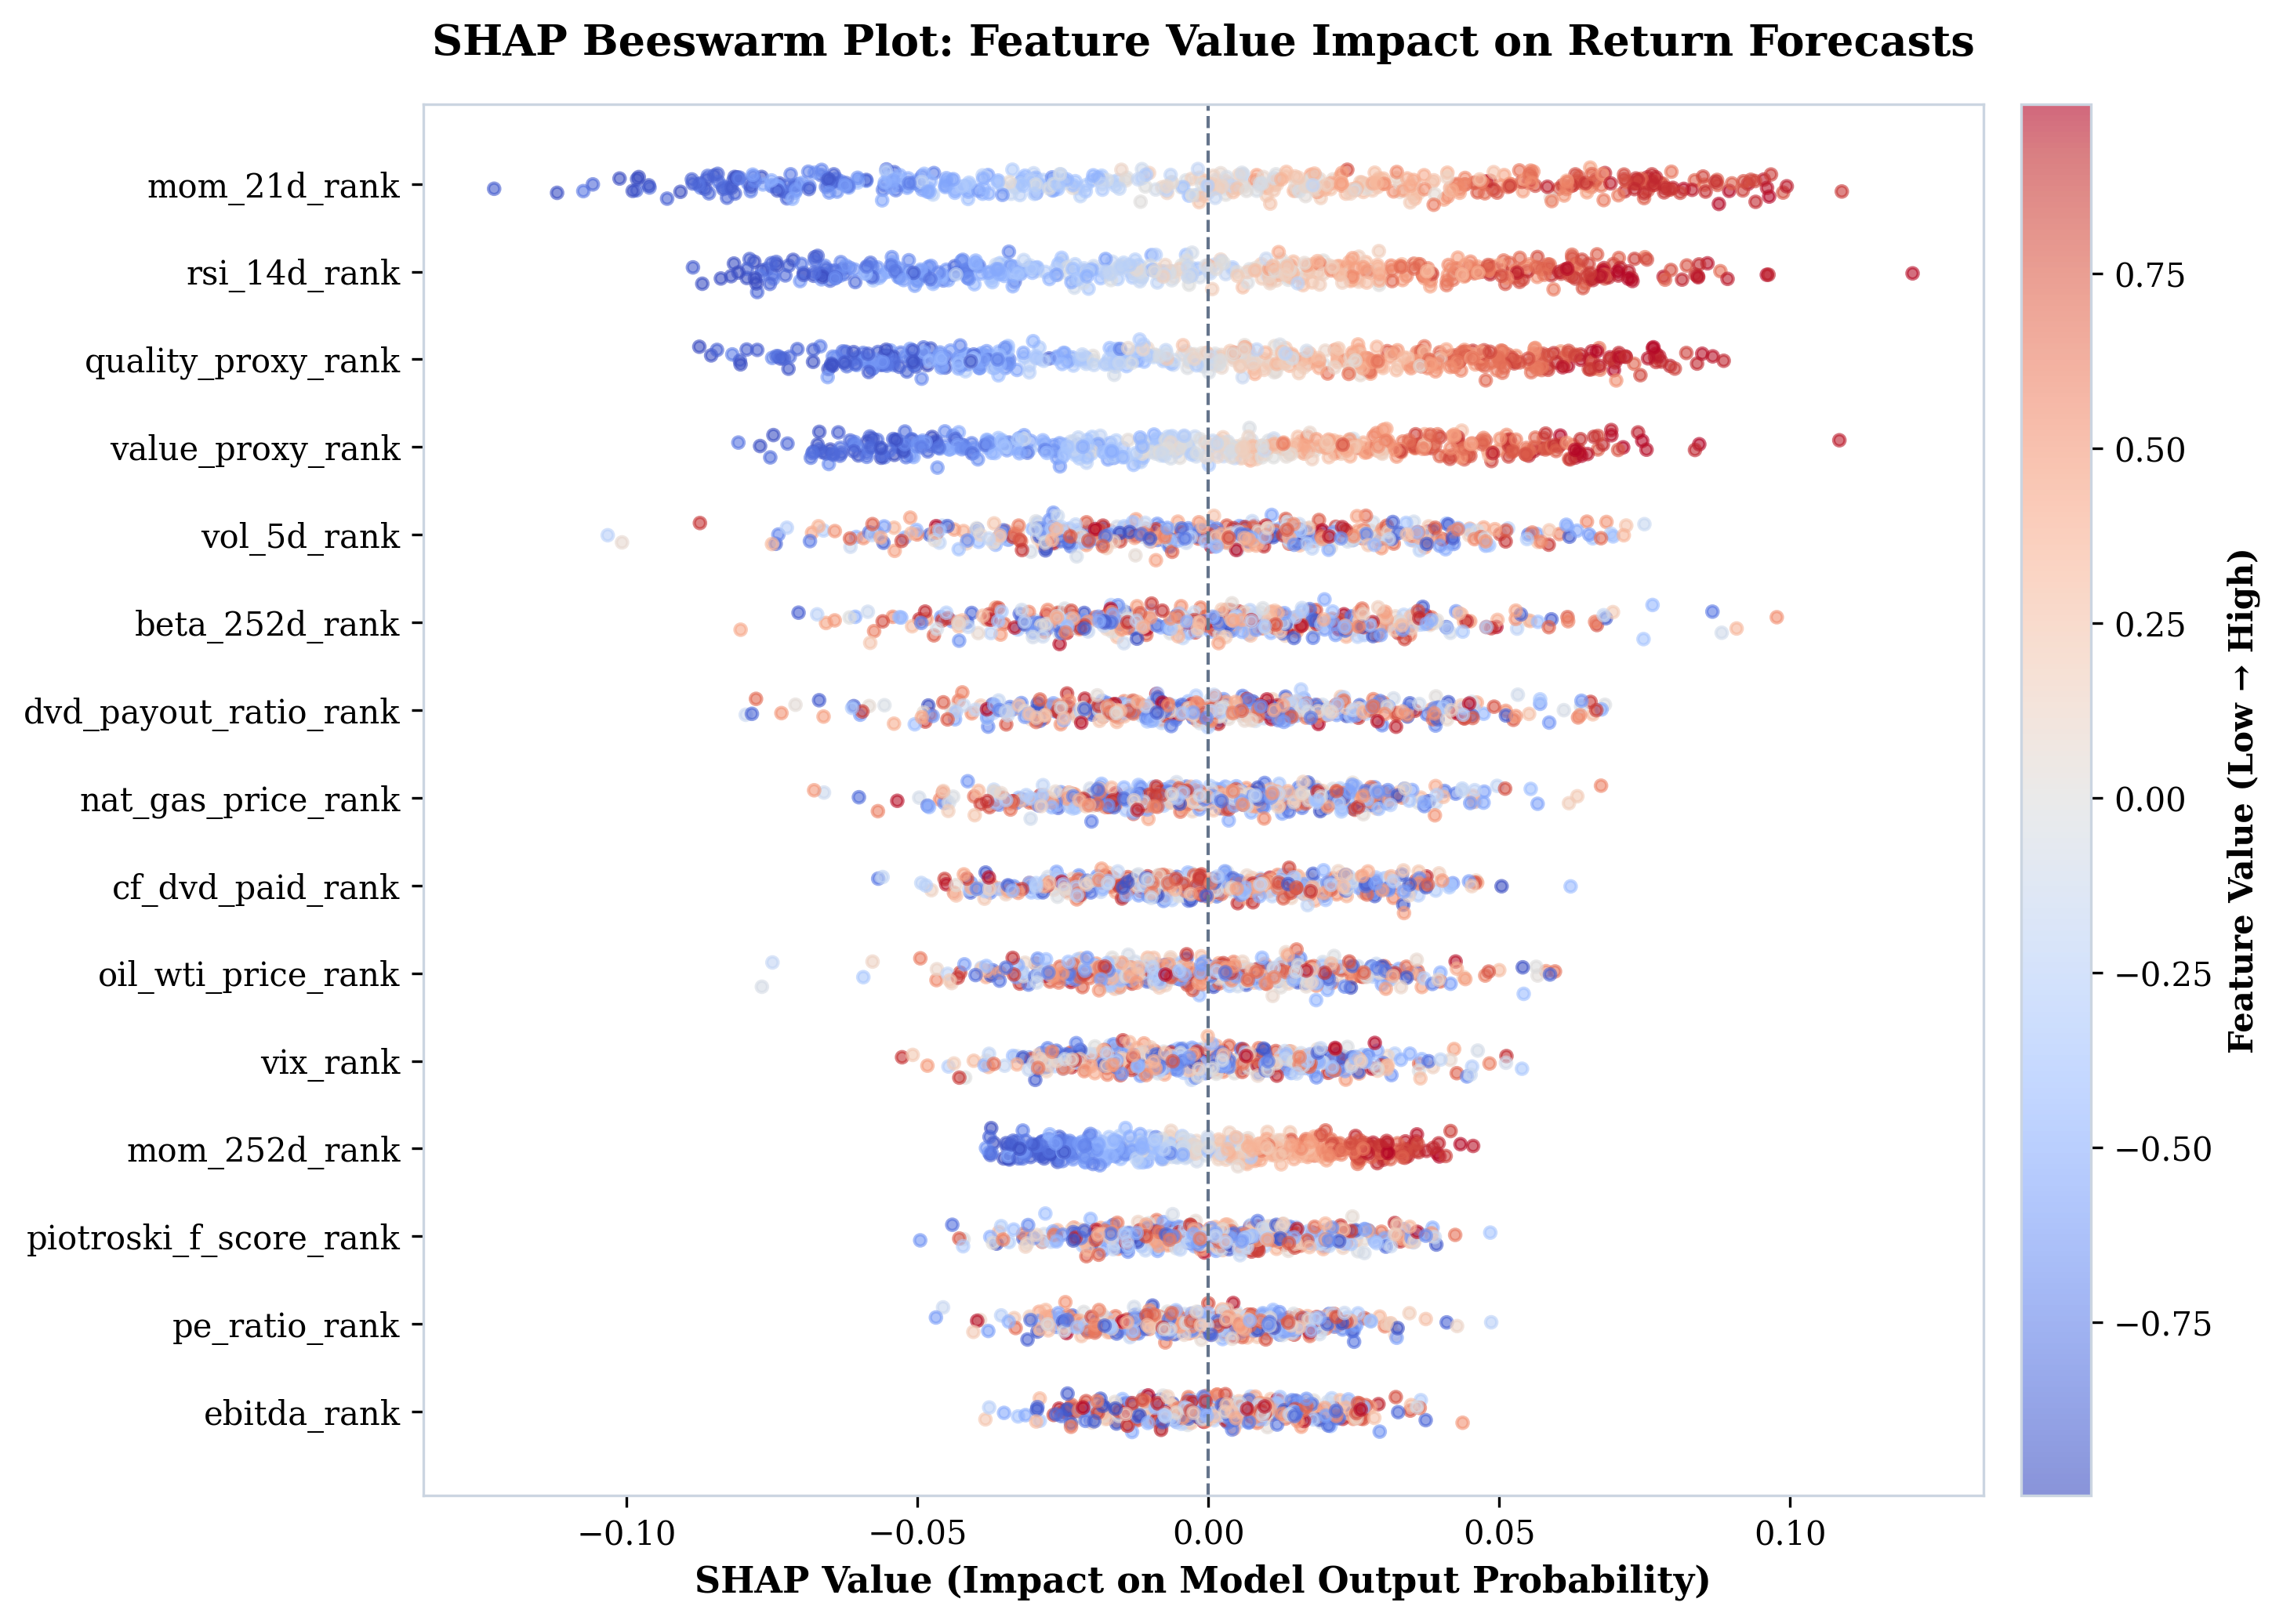 SHAP Beeswarm Plot: Feature Value Impact on Return Forecasts
mom_21d_rank
rsi_14d_rank
quality_proxy_rank
value_proxy_rank
vol_5d_rank
beta_252d_rank
dvd_payout_ratio_rank
nat_gas_price_rank
cf_dvd_paid_rank
oil_wti_price_rank
vix_rank
mom_252d_rank
piotroski_f_score_rank
pe_ratio_rank
ebitda_rank
−0.10
−0.05
0.00
0.05
0.10
SHAP Value (Impact on Model Output Probability)
0.75
0.50
0.25
0.00
−0.25
−0.50
−0.75
Feature Value (Low → High)